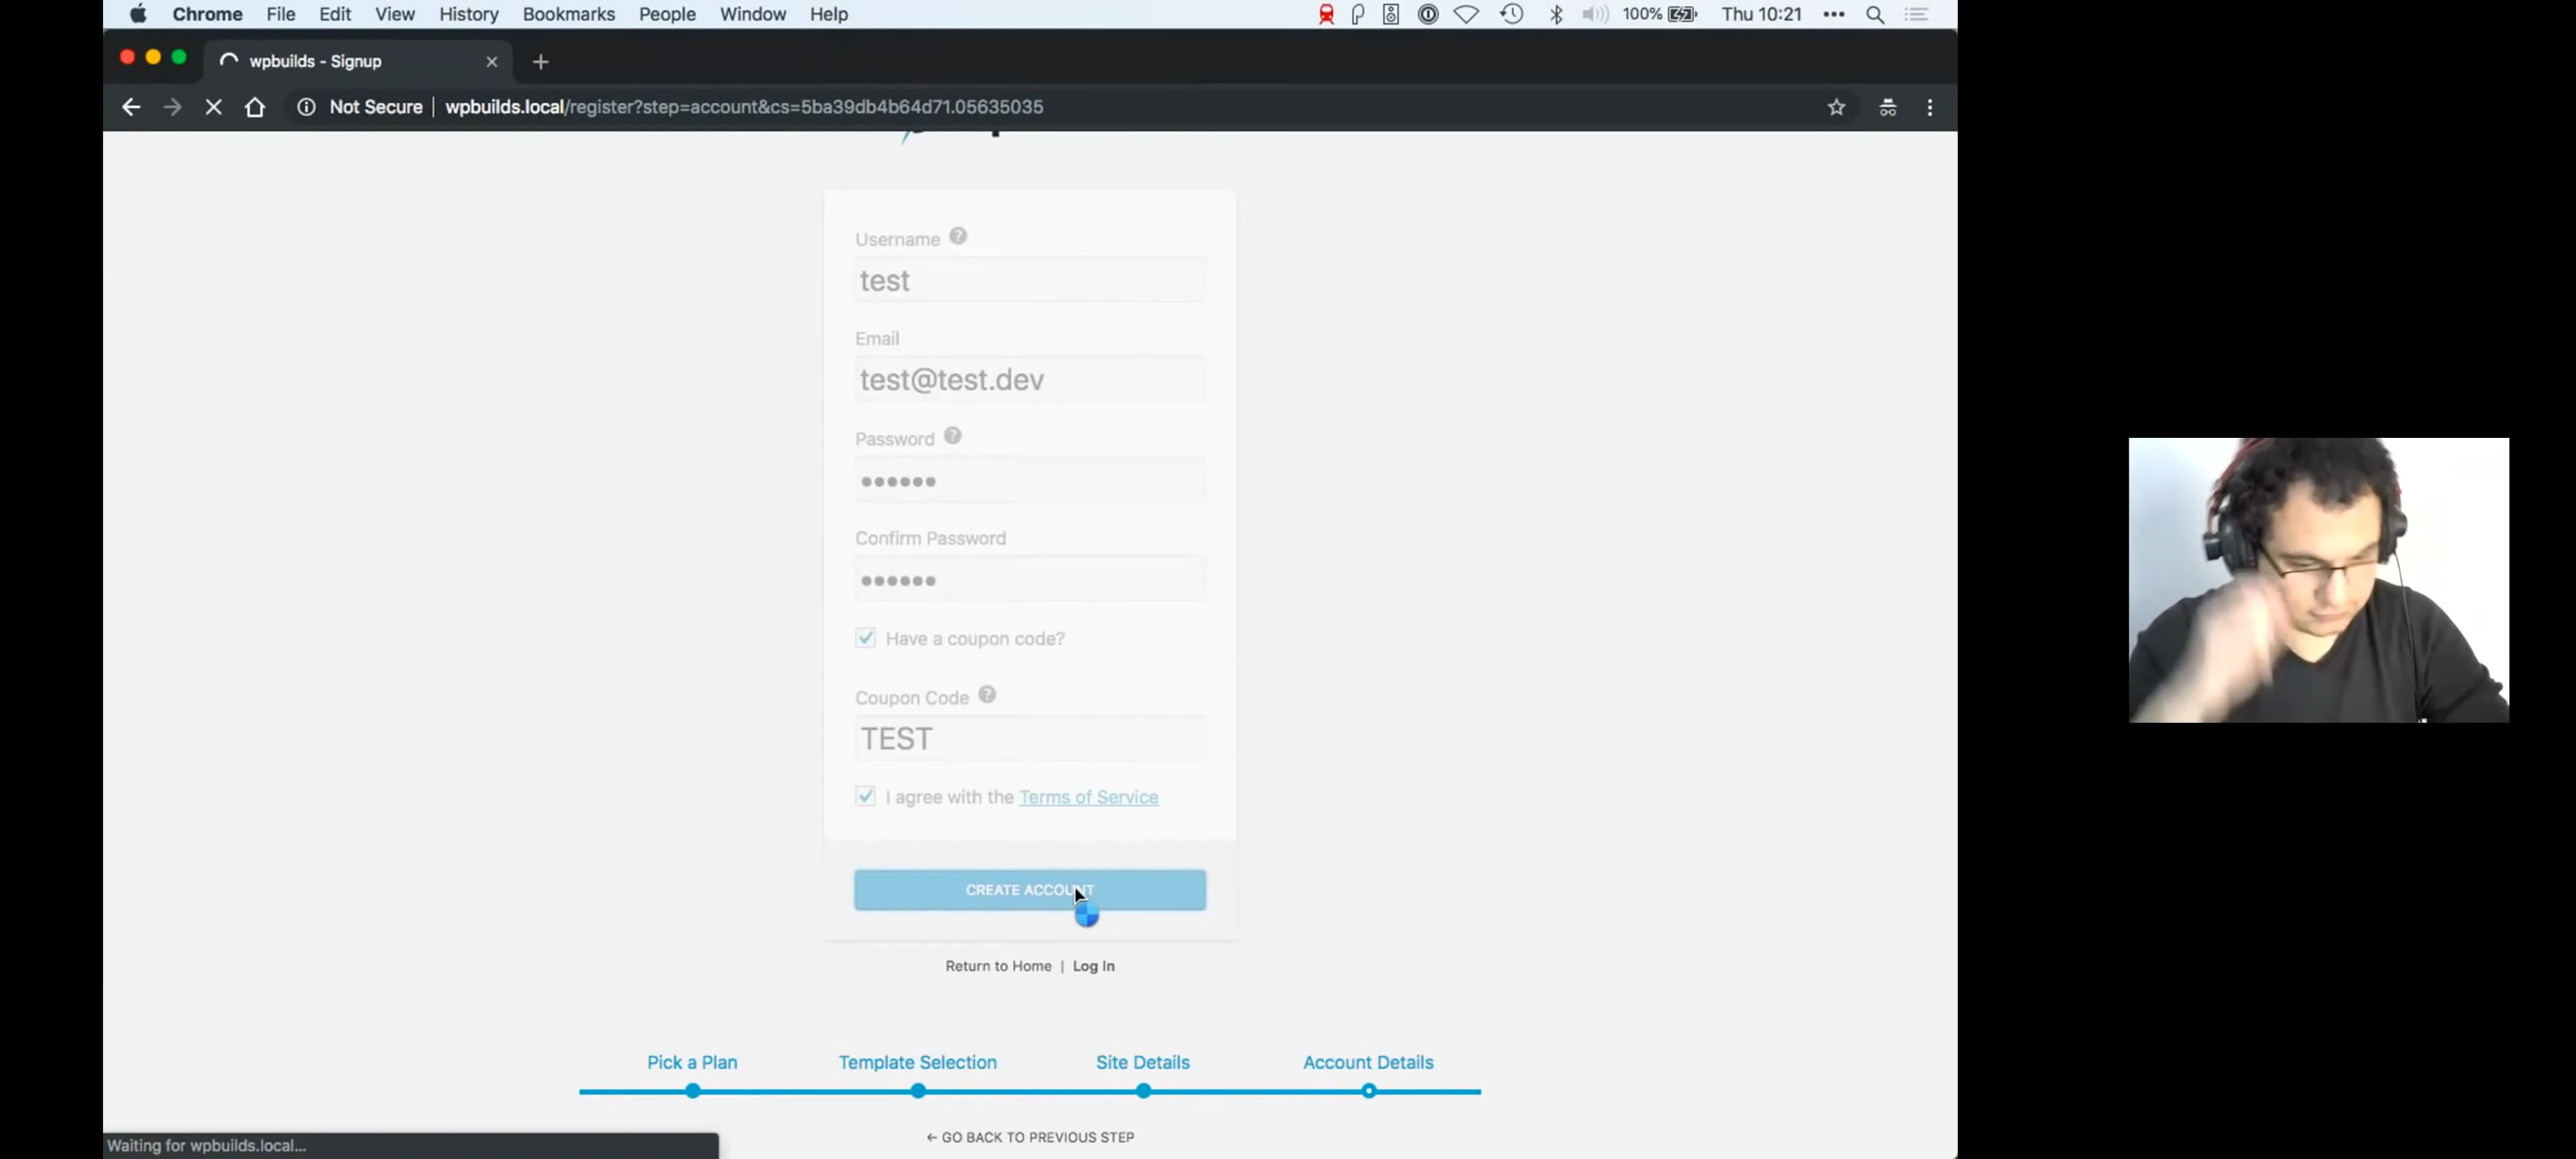 Chrome File Edit View History Bookmarks People Window Help 100% Thu 10:21
wpbuilds - Signup
Not Secure wpbuilds.local/register?step=account&cs=5ba39db4b64d71.05635035
Username
test
Email
test@test.dev
Password
Confirm Password
Have a coupon code?
Coupon Code
TEST
I agree with the Terms of Service
CREATE ACCOUNT
Return to Home | Log In
Pick a Plan Template Selection Site Details Account Details
← GO BACK TO PREVIOUS STEP
Waiting for wpbuilds.local...